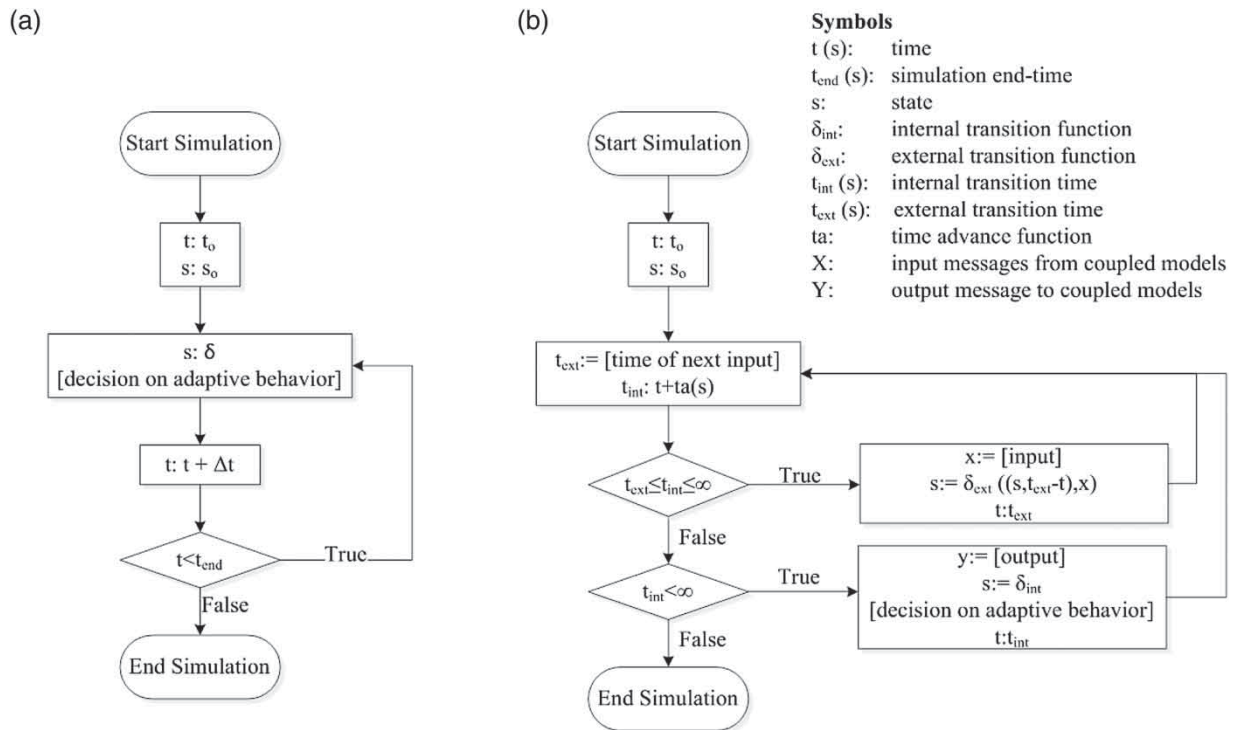 (a)
Start Simulation
t: tₒ
s: sₒ
s: δ
[decision on adaptive behavior]
t: t + Δt
t<t_end
True
False
End Simulation
(b)
Start Simulation
t: tₒ
s: sₒ
t_ext:= [time of next input]
t_int: t+ta(s)
t_ext≤t_int≤∞
True
x:= [input]
s:= δ_ext ((s,t_ext-t),x)
t:t_ext
False
t_int<∞
True
y:= [output]
s:= δ_int
[decision on adaptive behavior]
t:t_int
False
End Simulation
Symbols
t (s): time
t_end (s): simulation end-time
s: state
δ_int: internal transition function
δ_ext: external transition function
t_int (s): internal transition time
t_ext (s): external transition time
ta: time advance function
X: input messages from coupled models
Y: output message to coupled models